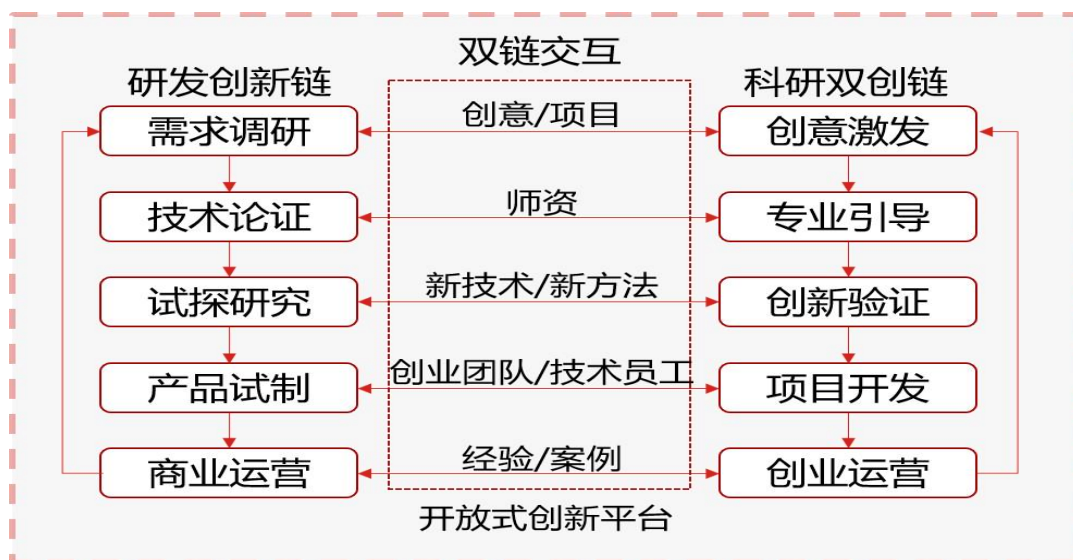 双链交互
研发创新链
科研双创链
需求调研
创意/项目
创意激发
技术论证
师资
专业引导
试探研究
新技术/新方法
创新验证
产品试制
创业团队/技术员工
项目开发
商业运营
经验/案例
创业运营
开放式创新平台